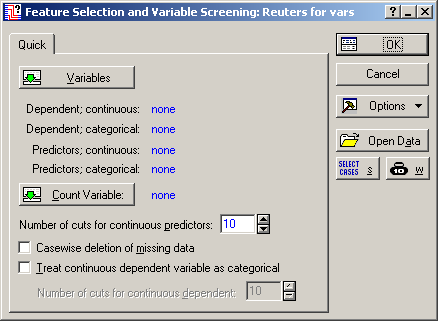 Feature Selection and Variable Screening: Reuters for vars
Quick
Variables
Dependent; continuous: none
Dependent; categorical: none
Predictors; continuous: none
Predictors; categorical: none
Count Variable: none
Number of cuts for continuous predictors: 10
Casewise deletion of missing data
Treat continuous dependent variable as categorical
Number of cuts for continuous dependent: 10
OK
Cancel
Options
Open Data
SELECT CASES S
10 w